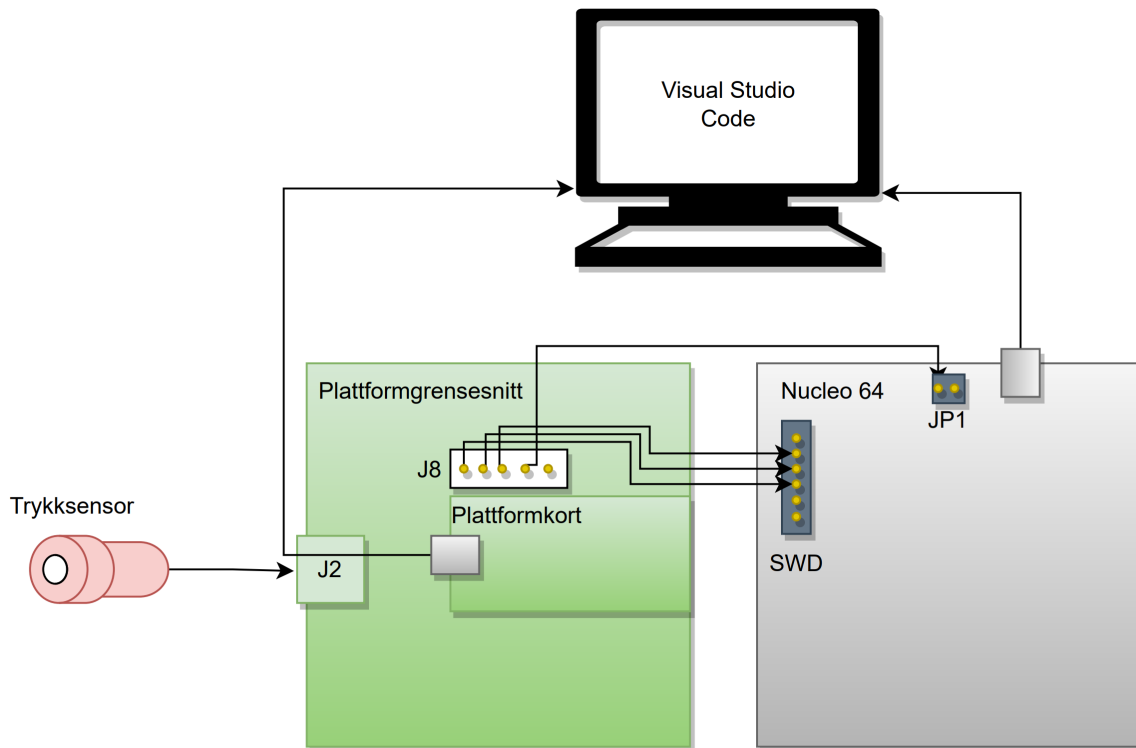 Visual Studio
Code
Plattformgrensesnitt
Nucleo 64
JP1
J8
Plattformkort
Trykksensor
J2
SWD